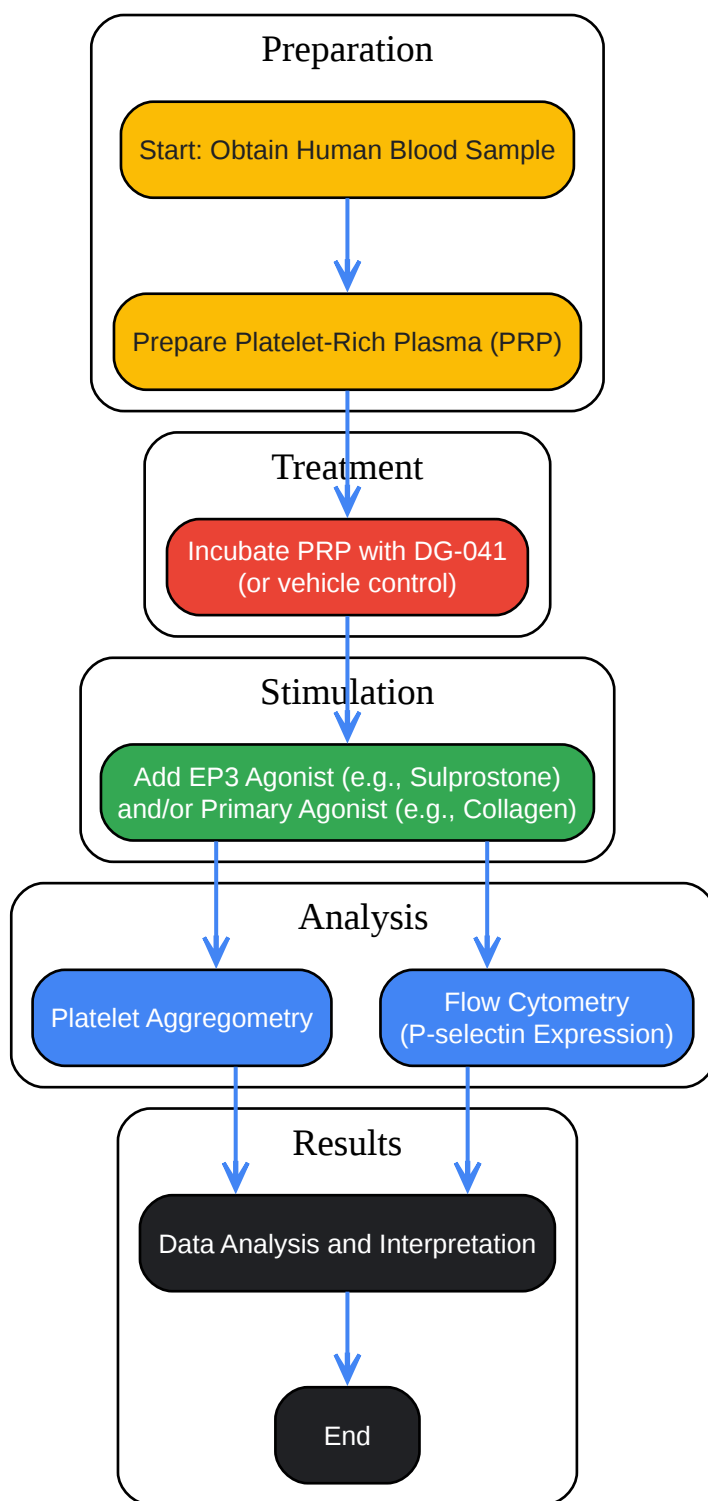 Preparation
Start: Obtain Human Blood Sample
Prepare Platelet-Rich Plasma (PRP)
Treatment
Incubate PRP with DG-041
(or vehicle control)
Stimulation
Add EP3 Agonist (e.g., Sulprostone)
and/or Primary Agonist (e.g., Collagen)
Analysis
Platelet Aggregometry
Flow Cytometry
(P-selectin Expression)
Results
Data Analysis and Interpretation
End